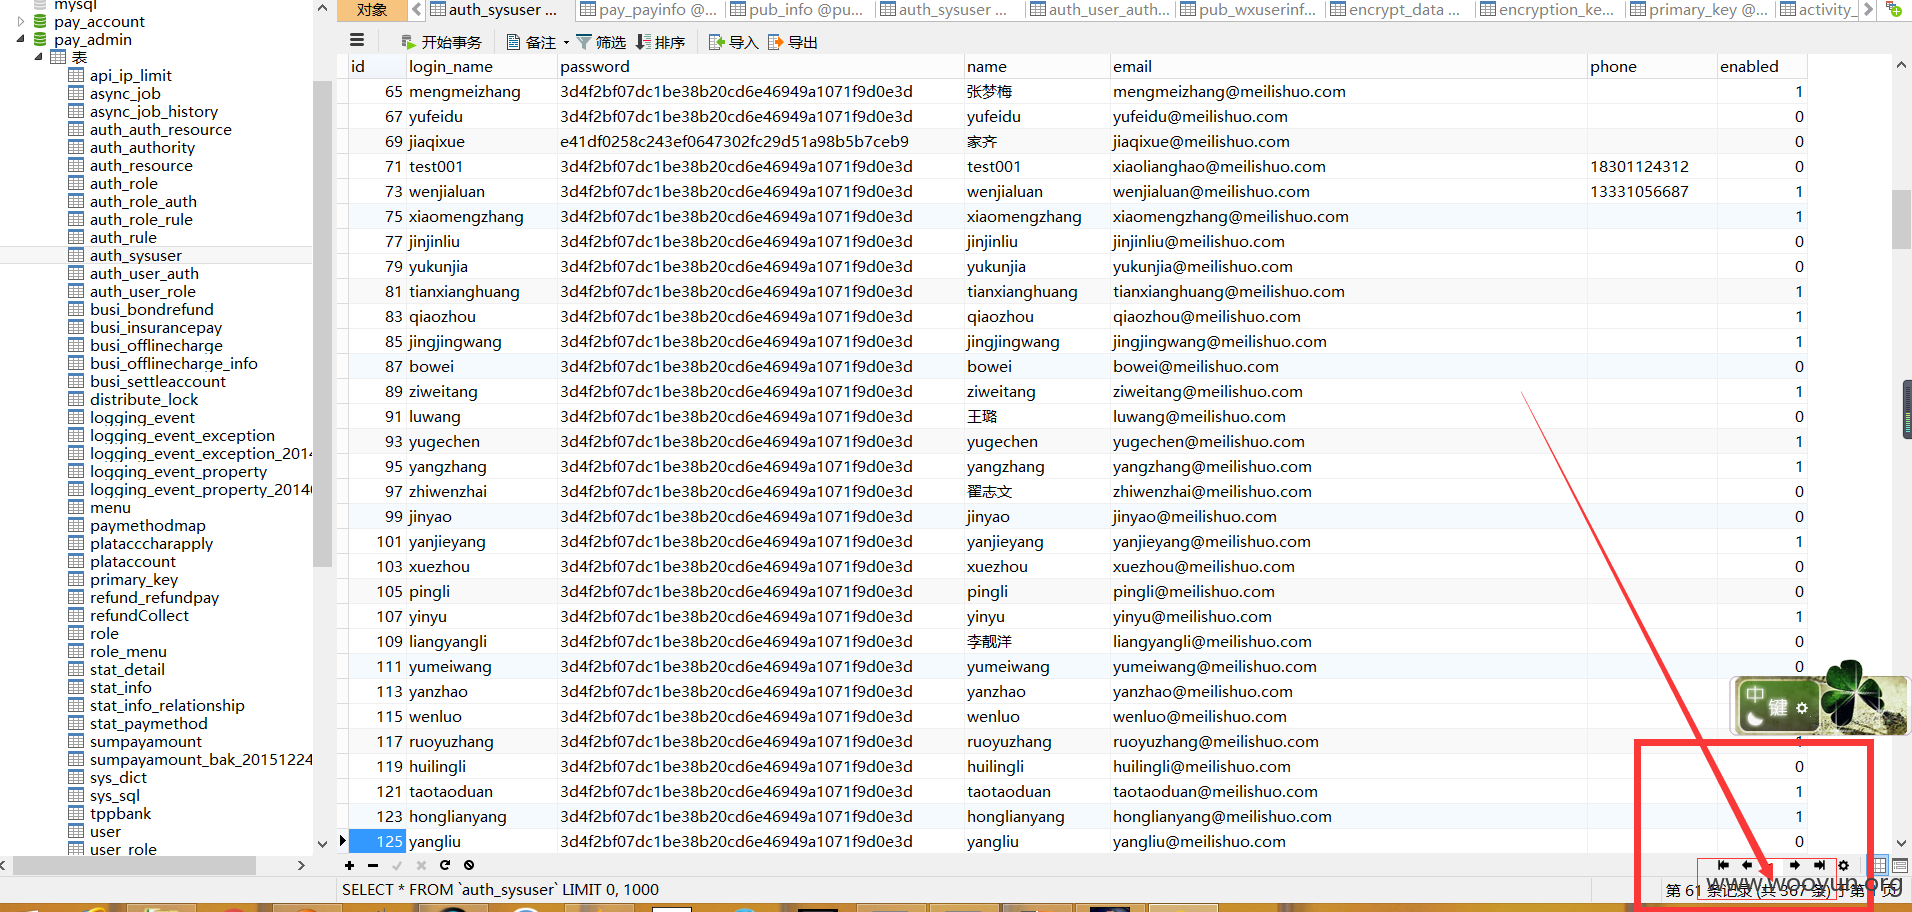 mysql
pay_account
pay_admin
表
api_ip_limit
async_job
async_job_history
auth_auth_resource
auth_authority
auth_resource
auth_role
auth_role_auth
auth_role_rule
auth_rule
auth_sysuser
auth_user_auth
auth_user_role
busi_bondrefund
busi_insurancepay
busi_offlinecharge
busi_offlinecharge_info
busi_settleaccount
distribute_lock
logging_event
logging_event_exception
logging_event_exception_2014
logging_event_property
logging_event_property_2014
menu
paymethodmap
platacccharapply
plataccount
primary_key
refund_refundpay
refundCollect
role
role_menu
stat_detail
stat_info
stat_info_relationship
stat_paymethod
sumpayamount
sumpayamount_bak_20151224
sys_dict
sys_sql
tppbank
user
user_role
对象 auth_sysuser ... pay_payinfo @... pub_info @pu... auth_sysuser ... auth_user_auth... pub_wxuserinf... encrypt_data ... encryption_ke... primary_key @... activity_
开始事务 备注 筛选 排序 导入 导出
id login_name password name email phone enabled
65 mengmeizhang 3d4f2bf07dc1be38b20cd6e46949a1071f9d0e3d 张梦梅 mengmeizhang@meilishuo.com 1
67 yufeidu 3d4f2bf07dc1be38b20cd6e46949a1071f9d0e3d yufeidu yufeidu@meilishuo.com 0
69 jiaqixue e41df0258c243ef0647302fc29d51a98b5b7ceb9 家齐 jiaqixue@meilishuo.com 0
71 test001 3d4f2bf07dc1be38b20cd6e46949a1071f9d0e3d test001 xiaolianghao@meilishuo.com 18301124312 0
73 wenjialuan 3d4f2bf07dc1be38b20cd6e46949a1071f9d0e3d wenjialuan wenjialuan@meilishuo.com 13331056687 1
75 xiaomengzhang 3d4f2bf07dc1be38b20cd6e46949a1071f9d0e3d xiaomengzhang xiaomengzhang@meilishuo.com 1
77 jinjinliu 3d4f2bf07dc1be38b20cd6e46949a1071f9d0e3d jinjinliu jinjinliu@meilishuo.com 0
79 yukunjia 3d4f2bf07dc1be38b20cd6e46949a1071f9d0e3d yukunjia yukunjia@meilishuo.com 0
81 tianxianghuang 3d4f2bf07dc1be38b20cd6e46949a1071f9d0e3d tianxianghuang tianxianghuang@meilishuo.com 1
83 qiaozhou 3d4f2bf07dc1be38b20cd6e46949a1071f9d0e3d qiaozhou qiaozhou@meilishuo.com 1
85 jingjingwang 3d4f2bf07dc1be38b20cd6e46949a1071f9d0e3d jingjingwang jingjingwang@meilishuo.com 1
87 bowei 3d4f2bf07dc1be38b20cd6e46949a1071f9d0e3d bowei bowei@meilishuo.com 0
89 ziweitang 3d4f2bf07dc1be38b20cd6e46949a1071f9d0e3d ziweitang ziweitang@meilishuo.com 1
91 luwang 3d4f2bf07dc1be38b20cd6e46949a1071f9d0e3d 王璐 luwang@meilishuo.com 0
93 yugechen 3d4f2bf07dc1be38b20cd6e46949a1071f9d0e3d yugechen yugechen@meilishuo.com 1
95 yangzhang 3d4f2bf07dc1be38b20cd6e46949a1071f9d0e3d yangzhang yangzhang@meilishuo.com 1
97 zhiwenzhai 3d4f2bf07dc1be38b20cd6e46949a1071f9d0e3d 翟志文 zhiwenzhai@meilishuo.com 0
99 jinyao 3d4f2bf07dc1be38b20cd6e46949a1071f9d0e3d jinyao jinyao@meilishuo.com 0
101 yanjieyang 3d4f2bf07dc1be38b20cd6e46949a1071f9d0e3d yanjieyang yanjieyang@meilishuo.com 1
103 xuezhou 3d4f2bf07dc1be38b20cd6e46949a1071f9d0e3d xuezhou xuezhou@meilishuo.com 0
105 pingli 3d4f2bf07dc1be38b20cd6e46949a1071f9d0e3d pingli pingli@meilishuo.com 0
107 yinyu 3d4f2bf07dc1be38b20cd6e46949a1071f9d0e3d yinyu yinyu@meilishuo.com 1
109 liangyangli 3d4f2bf07dc1be38b20cd6e46949a1071f9d0e3d 李靓洋 liangyangli@meilishuo.com 0
111 yumeiwang 3d4f2bf07dc1be38b20cd6e46949a1071f9d0e3d yumeiwang yumeiwang@meilishuo.com 0
113 yanzhao 3d4f2bf07dc1be38b20cd6e46949a1071f9d0e3d yanzhao yanzhao@meilishuo.com
115 wenluo 3d4f2bf07dc1be38b20cd6e46949a1071f9d0e3d wenluo wenluo@meilishuo.com
117 ruoyuzhang 3d4f2bf07dc1be38b20cd6e46949a1071f9d0e3d ruoyuzhang ruoyuzhang@meilishuo.com 1
119 huilingli 3d4f2bf07dc1be38b20cd6e46949a1071f9d0e3d huilingli huilingli@meilishuo.com 0
121 taotaoduan 3d4f2bf07dc1be38b20cd6e46949a1071f9d0e3d taotaoduan taotaoduan@meilishuo.com 1
123 honglianyang 3d4f2bf07dc1be38b20cd6e46949a1071f9d0e3d honglianyang honglianyang@meilishuo.com 1
125 yangliu 3d4f2bf07dc1be38b20cd6e46949a1071f9d0e3d yangliu yangliu@meilishuo.com 0
中
键
SELECT * FROM `auth_sysuser` LIMIT 0, 1000
第 61 条记录 (共 367 条) 于第 1 页
www.wooyun.org